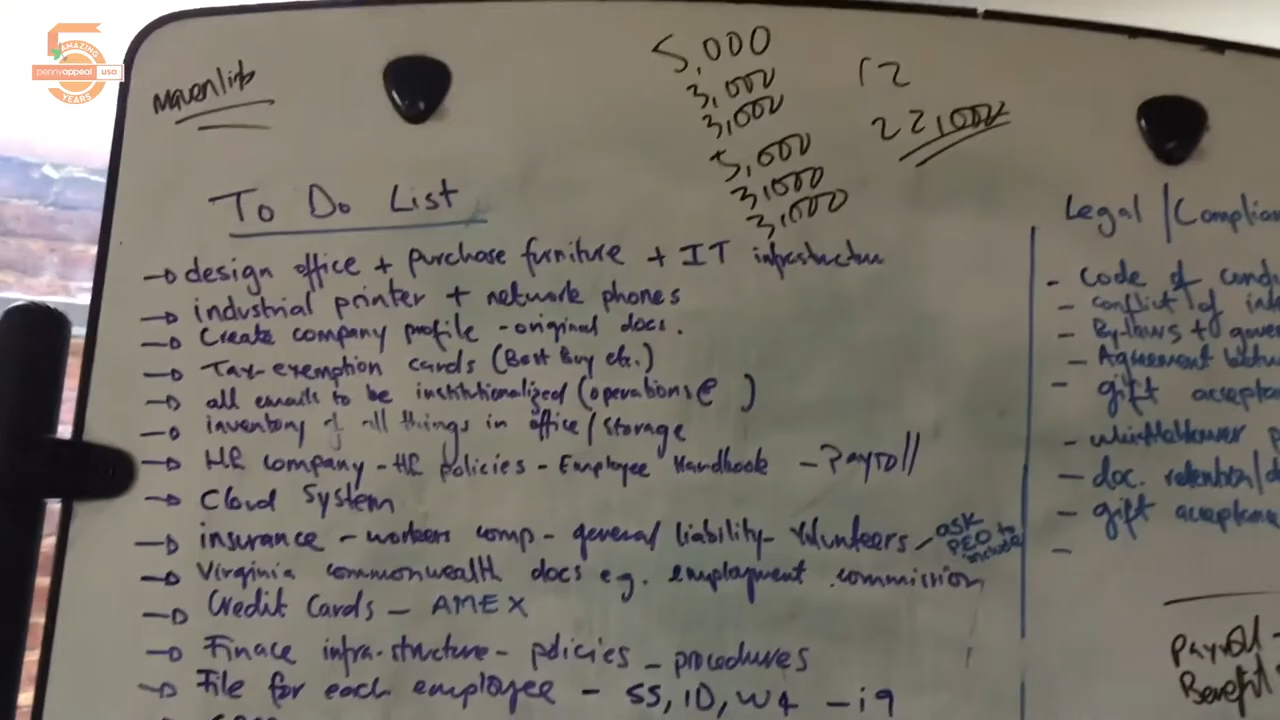 5
AMAZING
pennyappeal usa
YEARS
mavenlink
5,000
3,000
3,000
5,000
3,000
3,000
12
22,000
To Do List
design office + purchase furniture + IT infrastructure
industrial printer + network phones
Create company profile - original docs.
Tax-exemption cards (Best Buy etc.)
all emails to be institutionalized (operations@ )
inventory of all things in office/storage
HR company - HR policies - Employee Handbook - Payroll
Cloud System
insurance - workers comp - general liability - Volunteers - ask PEO to include
Virginia commonwealth docs eg. employment commission
Credit Cards - AMEX
Finace infra-structure - policies - procedures
File for each employee - SS, ID, W4 - i9
Legal/Complian
- Code of cond
- conflict of int
- By-laws to gover
- Agreement betw
- gift accepta
- whistleblower P
- doc. retention/d
- gift acceptan
-
Payroll -
Benefit